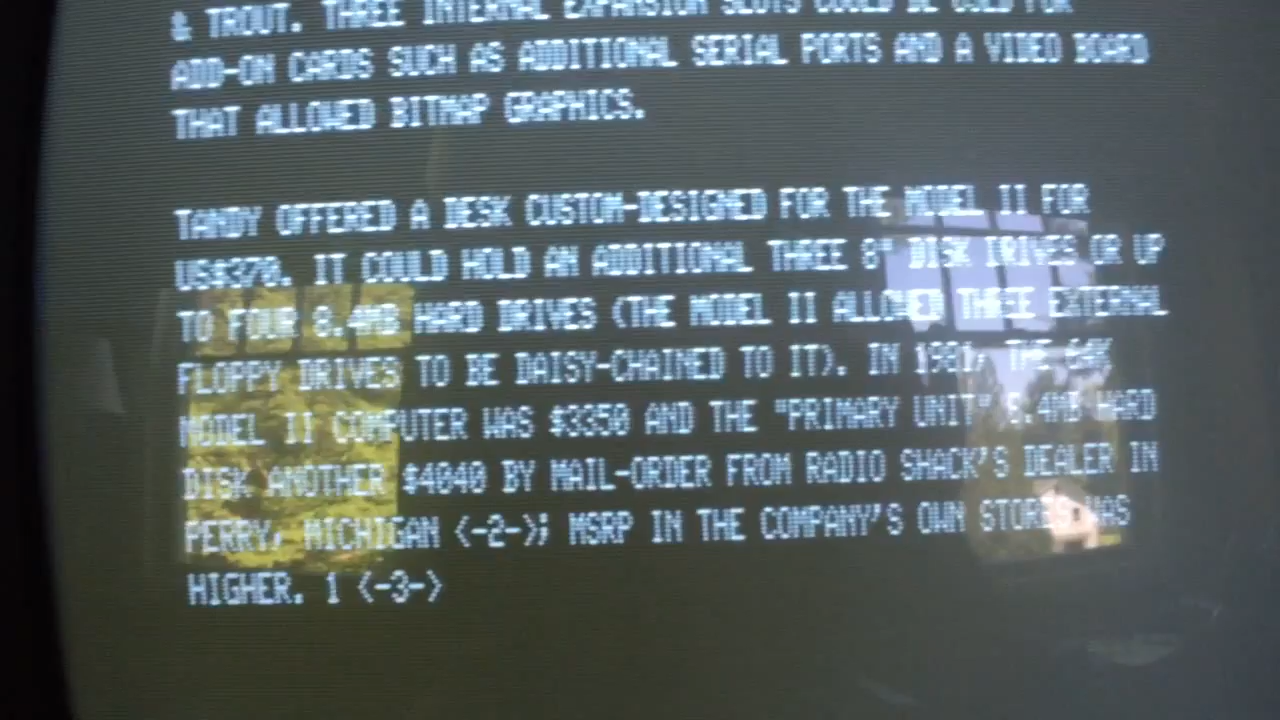 & TROUT. THREE INTERNAL EXPANSION SLOTS COULD BE USED FOR
ADD-ON CARDS SUCH AS ADDITIONAL SERIAL PORTS AND A VIDEO BOARD
THAT ALLOWED BITMAP GRAPHICS.
TANDY OFFERED A DESK CUSTOM-DESIGNED FOR THE MODEL II FOR
US$370. IT COULD HOLD AN ADDITIONAL THREE 8" DISK DRIVES OR UP
TO FOUR 8.4MB HARD DRIVES (THE MODEL II ALLOWED THREE EXTERNAL
FLOPPY DRIVES TO BE DAISY-CHAINED TO IT). IN 1981, THE 64K
MODEL II COMPUTER WAS $3350 AND THE "PRIMARY UNIT" 8.4MB HARD
DISK ANOTHER $4040 BY MAIL-ORDER FROM RADIO SHACK'S DEALER IN
PERRY, MICHIGAN <-2->; MSRP IN THE COMPANY'S OWN STORES WAS
HIGHER. 1 <-3->